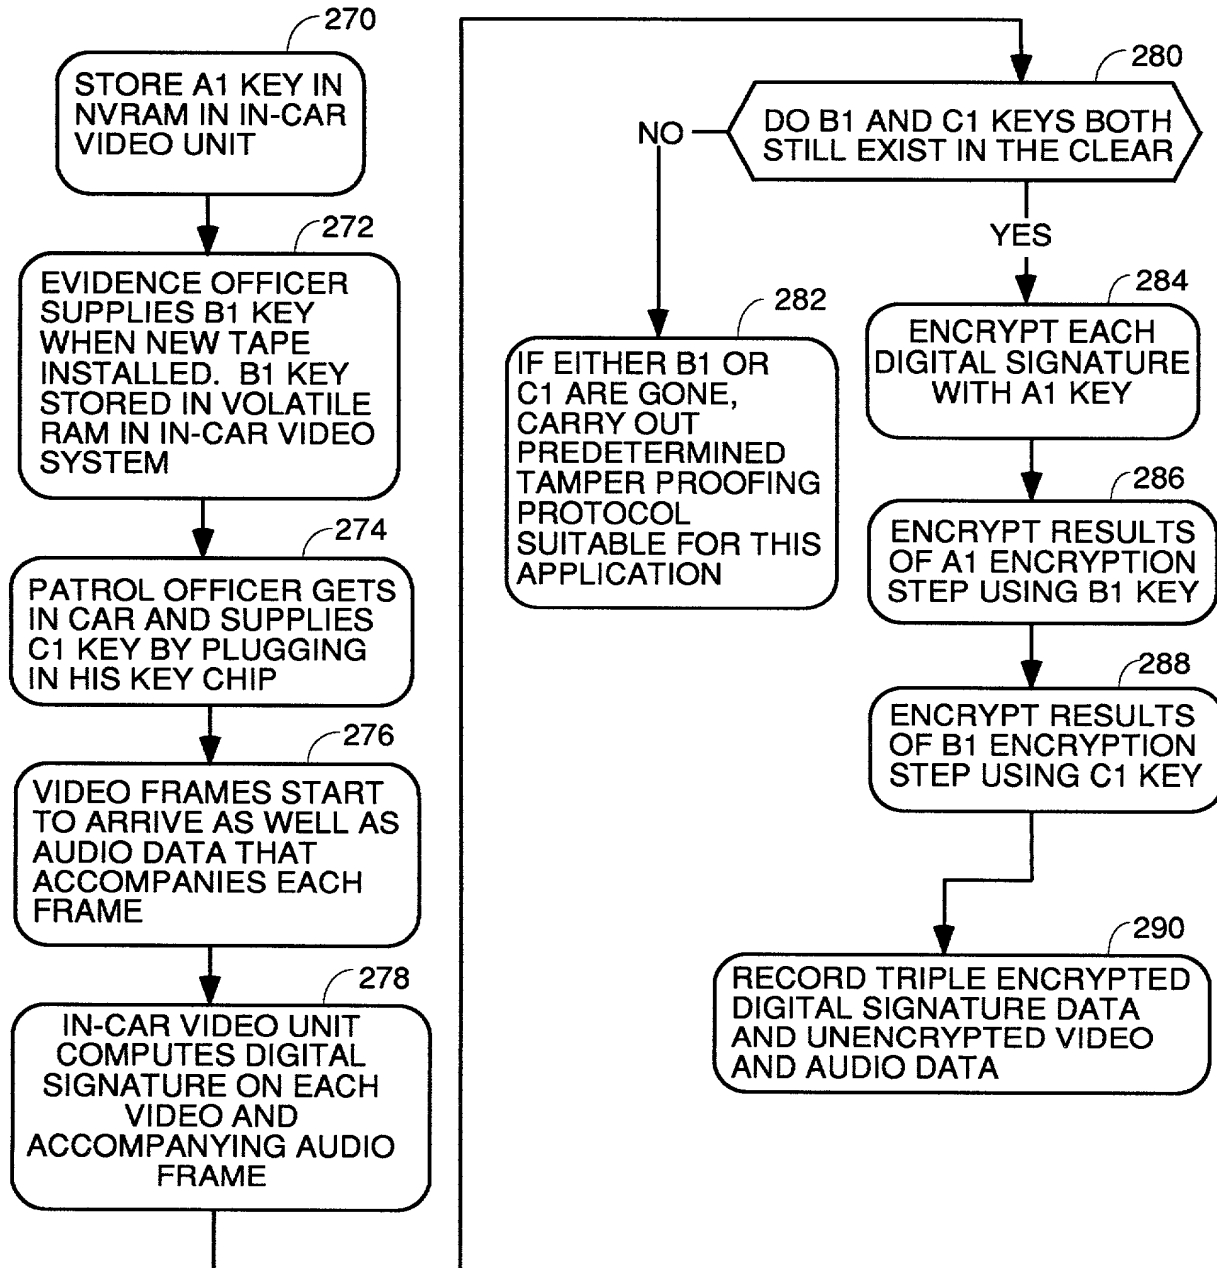 270
STORE A1 KEY IN
NVRAM IN IN-CAR
VIDEO UNIT
272
EVIDENCE OFFICER
SUPPLIES B1 KEY
WHEN NEW TAPE
INSTALLED. B1 KEY
STORED IN VOLATILE
RAM IN IN-CAR VIDEO
SYSTEM
274
PATROL OFFICER GETS
IN CAR AND SUPPLIES
C1 KEY BY PLUGGING
IN HIS KEY CHIP
276
VIDEO FRAMES START
TO ARRIVE AS WELL AS
AUDIO DATA THAT
ACCOMPANIES EACH
FRAME
278
IN-CAR VIDEO UNIT
COMPUTES DIGITAL
SIGNATURE ON EACH
VIDEO AND
ACCOMPANYING AUDIO
FRAME
280
DO B1 AND C1 KEYS BOTH
STILL EXIST IN THE CLEAR
NO
YES
282
IF EITHER B1 OR
C1 ARE GONE,
CARRY OUT
PREDETERMINED
TAMPER PROOFING
PROTOCOL
SUITABLE FOR THIS
APPLICATION
284
ENCRYPT EACH
DIGITAL SIGNATURE
WITH A1 KEY
286
ENCRYPT RESULTS
OF A1 ENCRYPTION
STEP USING B1 KEY
288
ENCRYPT RESULTS
OF B1 ENCRYPTION
STEP USING C1 KEY
290
RECORD TRIPLE ENCRYPTED
DIGITAL SIGNATURE DATA
AND UNENCRYPTED VIDEO
AND AUDIO DATA